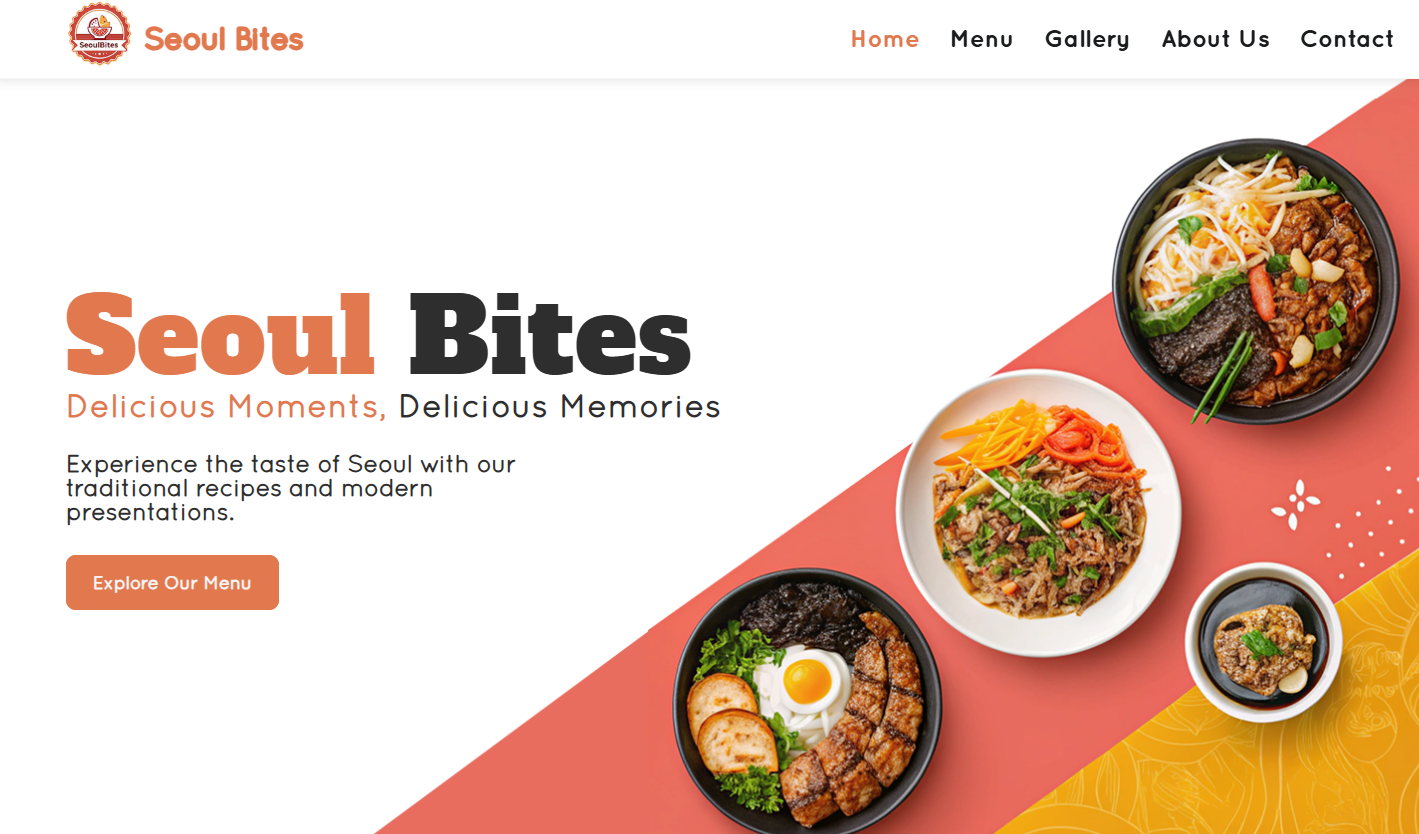 SeoulBites
Seoul Bites
Home Menu Gallery About Us Contact
Seoul Bites
Delicious Moments, Delicious Memories
Experience the taste of Seoul with our
traditional recipes and modern
presentations.
Explore Our Menu